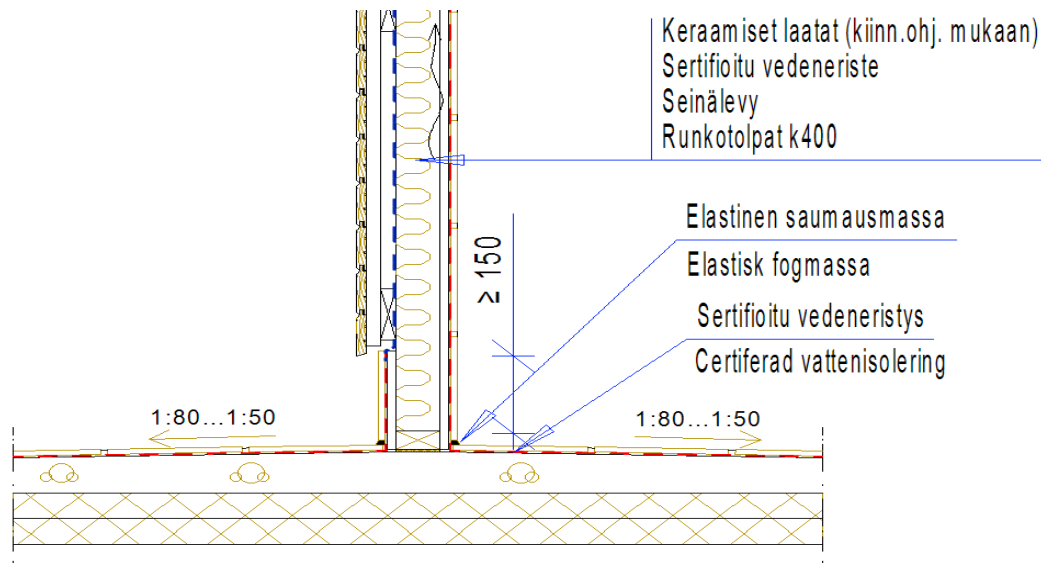 Keraamiset laatat (kiinn.ohj. mukaan)
Sertifioitu vedeneriste
Seinälevy
Runkotolpat k400
Elastinen saumausmassa
Elastisk fogmassa
≥ 150
Sertifioitu vedeneristys
Certiferad vattenisolering
1:80...1:50
1:80...1:50